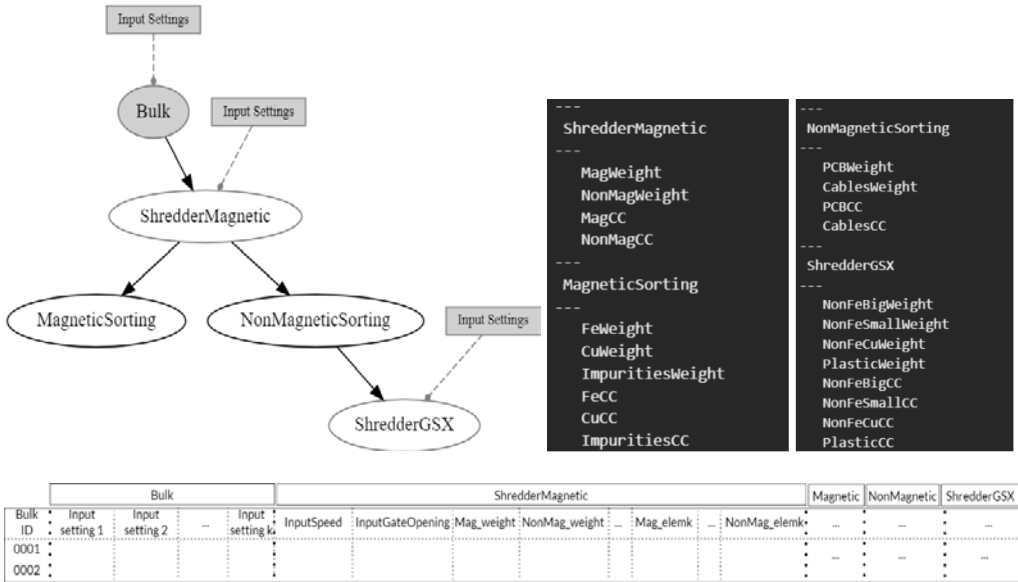 Input Settings
Bulk
Input Settings
ShredderMagnetic
MagneticSorting
NonMagneticSorting
Input Settings
ShredderGSX
---
ShredderMagnetic
---
MagWeight
NonMagWeight
MagCC
NonMagCC
---
MagneticSorting
---
FeWeight
CuWeight
ImpuritiesWeight
FeCC
CuCC
ImpuritiesCC
---
NonMagneticSorting
---
PCBWeight
CablesWeight
PCBCC
CablesCC
---
ShredderGSX
---
NonFeBigWeight
NonFeSmallWeight
NonFeCuWeight
PlasticWeight
NonFeBigCC
NonFeSmallCC
NonFeCuCC
PlasticCC
Bulk ShredderMagnetic Magnetic NonMagnetic ShredderGSX
Bulk ID Input setting 1 Input setting 2 ... Input setting k InputSpeed InputGateOpening Mag_weight NonMag_weight ... Mag_elemk ... NonMag_elemk ... ... ...
0001 ... ... ...
0002